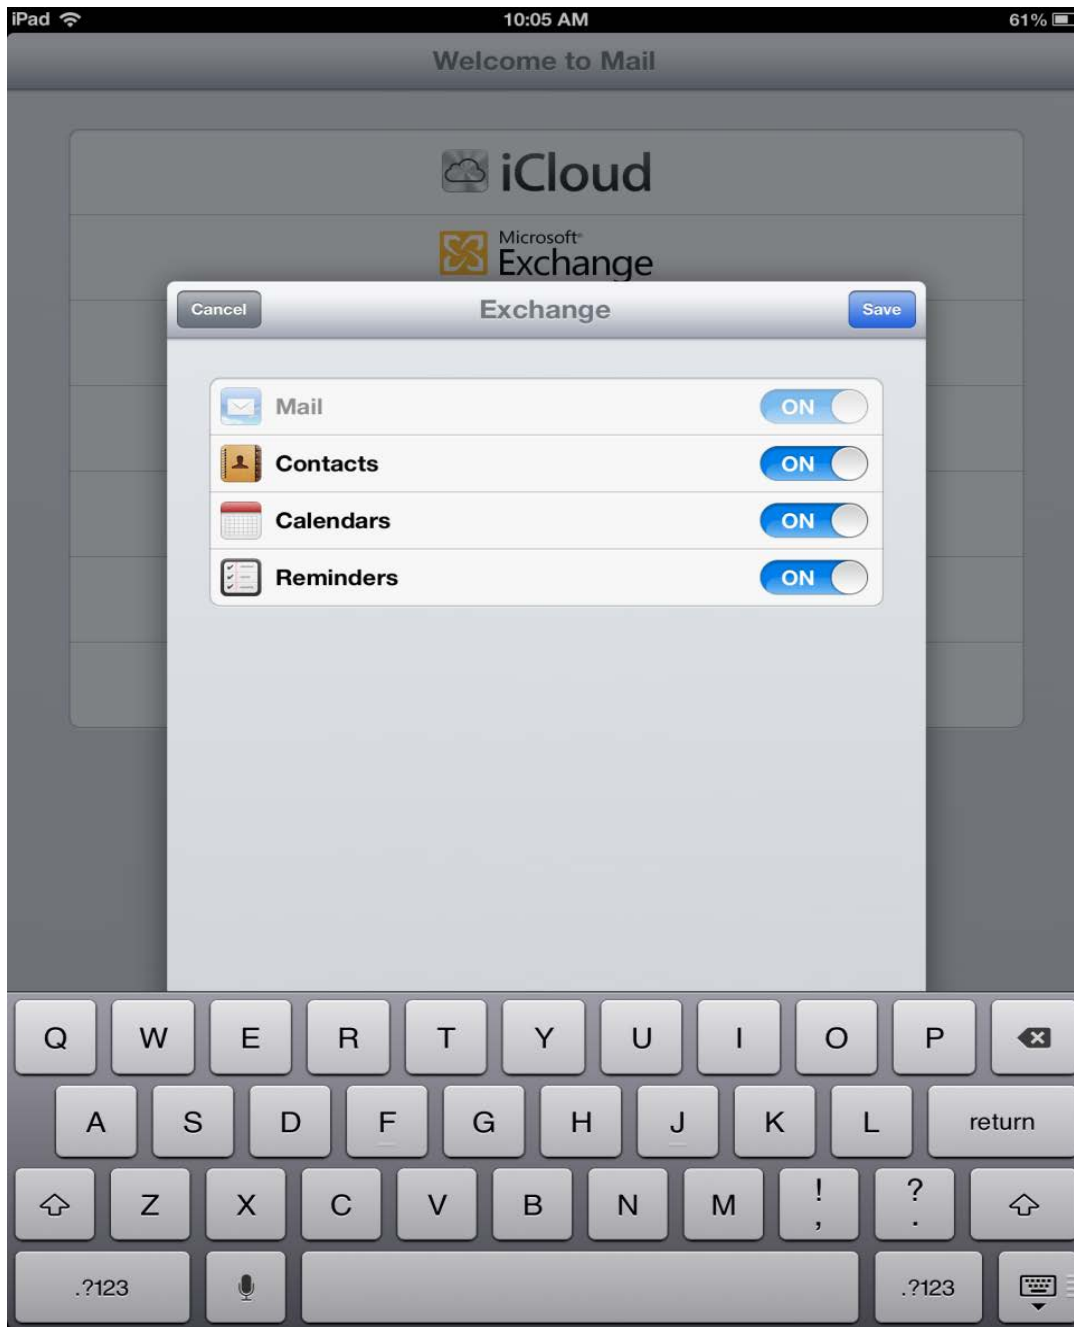 iPad 10:05 AM 61%
Welcome to Mail
iCloud
Microsoft
Exchange
Cancel Exchange Save
Mail ON
Contacts ON
Calendars ON
Reminders ON
Q W E R T Y U I O P
A S D F G H J K L return
Z X C V B N M ! , ? .
.?123 .?123